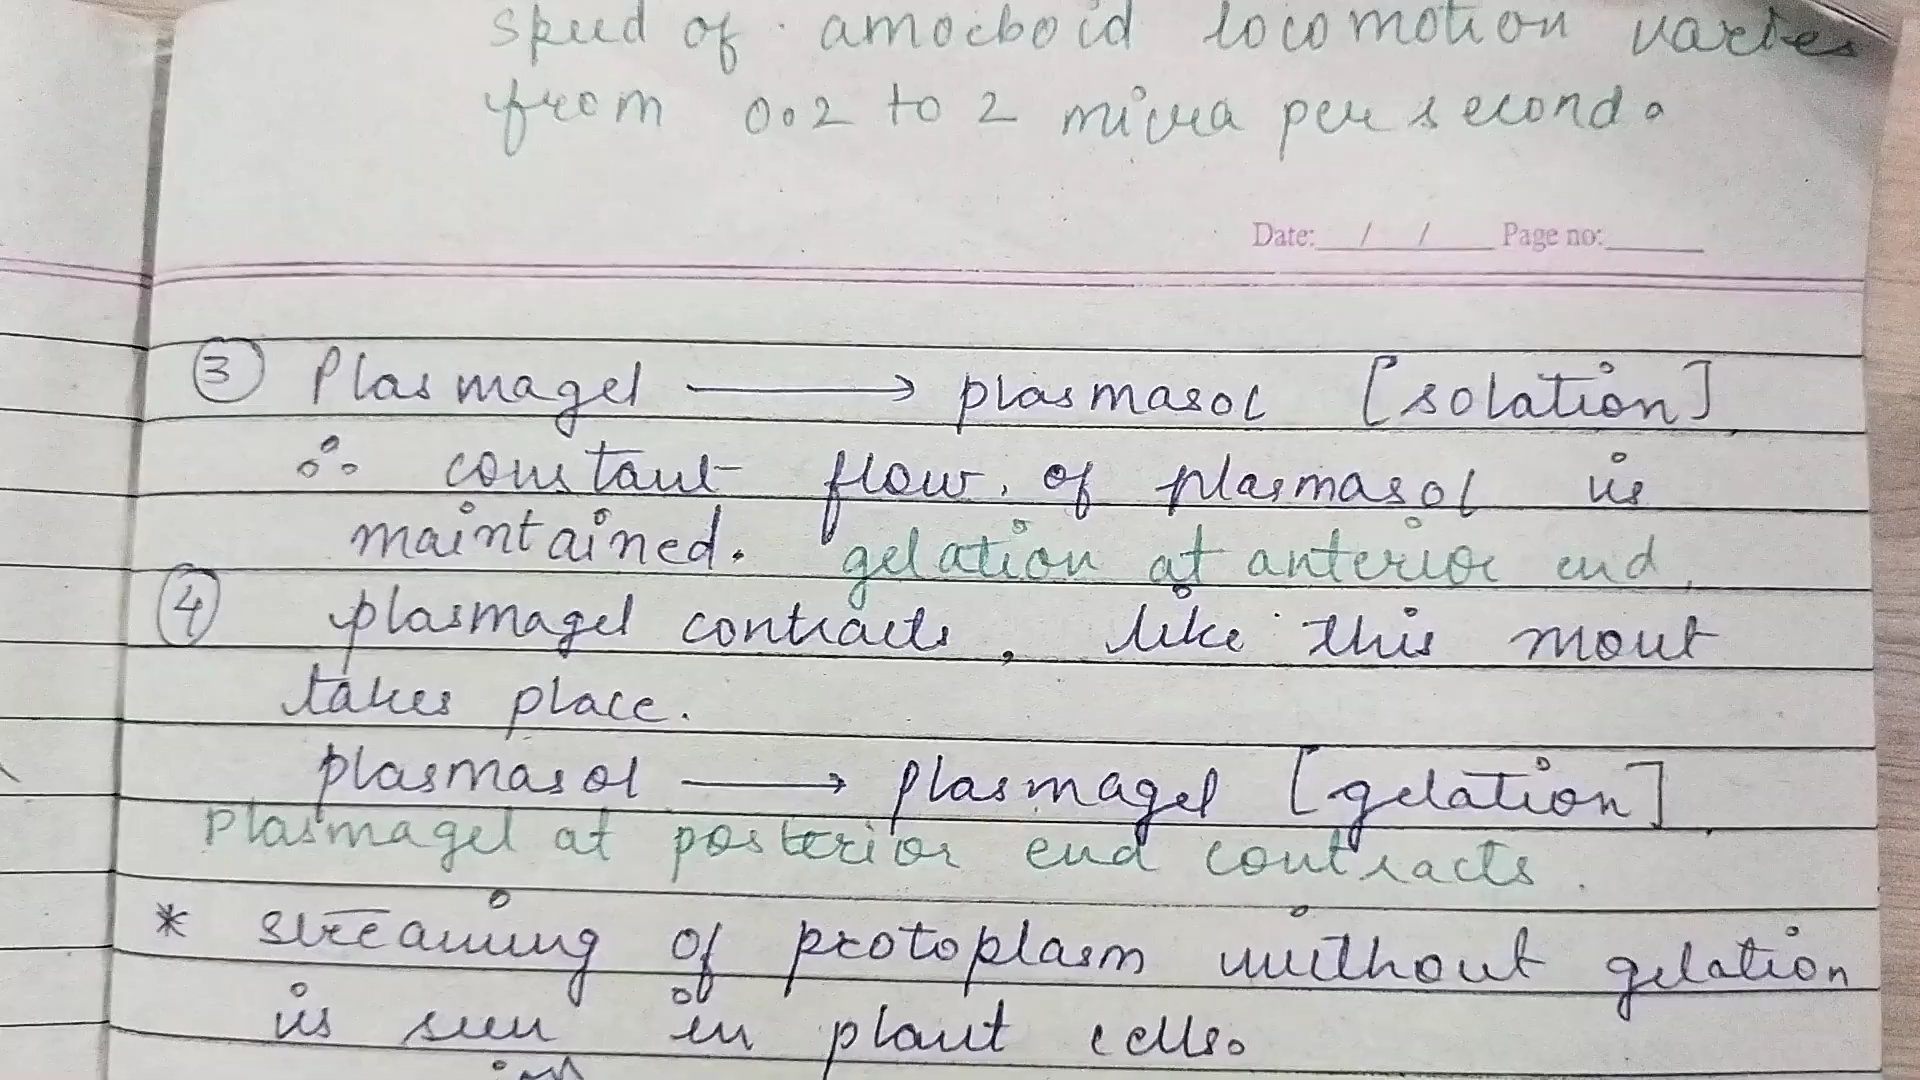 speed of amoeboid locomotion varies
from 0.2 to 2 micra per second.
Date: / / Page no:
③ Plasmagel → plasmasol [solation]
∴ constant flow of plasmasol is
maintained. gelation at anterior end
④ plasmagel contracts, like this movt
takes place.
plasmasol → plasmagel [gelation]
Plasmagel at posterior end contracts.
* streaming of protoplasm without gelation
is seen in plant cells.